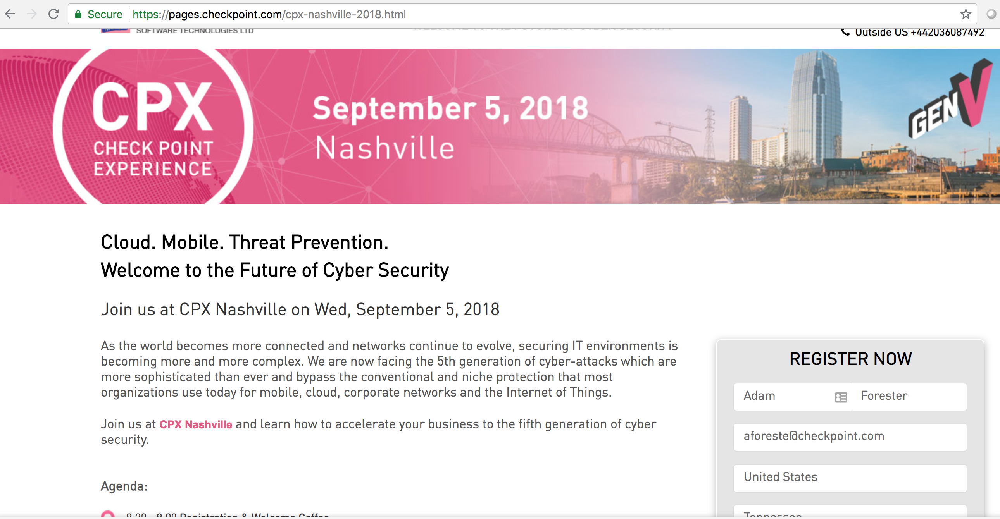 Secure https://pages.checkpoint.com/cpx-nashville-2018.html
SOFTWARE TECHNOLOGIES LTD
WELCOME TO THE FUTURE OF CYBER SECURITY
Outside US +442036087492
CPX
CHECK POINT
EXPERIENCE
September 5, 2018
Nashville
GEN V
Cloud. Mobile. Threat Prevention.
Welcome to the Future of Cyber Security
Join us at CPX Nashville on Wed, September 5, 2018
As the world becomes more connected and networks continue to evolve, securing IT environments is
becoming more and more complex. We are now facing the 5th generation of cyber-attacks which are
more sophisticated than ever and bypass the conventional and niche protection that most
organizations use today for mobile, cloud, corporate networks and the Internet of Things.
Join us at CPX Nashville and learn how to accelerate your business to the fifth generation of cyber
security.
Agenda:
8:30 - 9:00 Registration & Welcome Coffee
REGISTER NOW
Adam
Forester
aforeste@checkpoint.com
United States
Tennessee